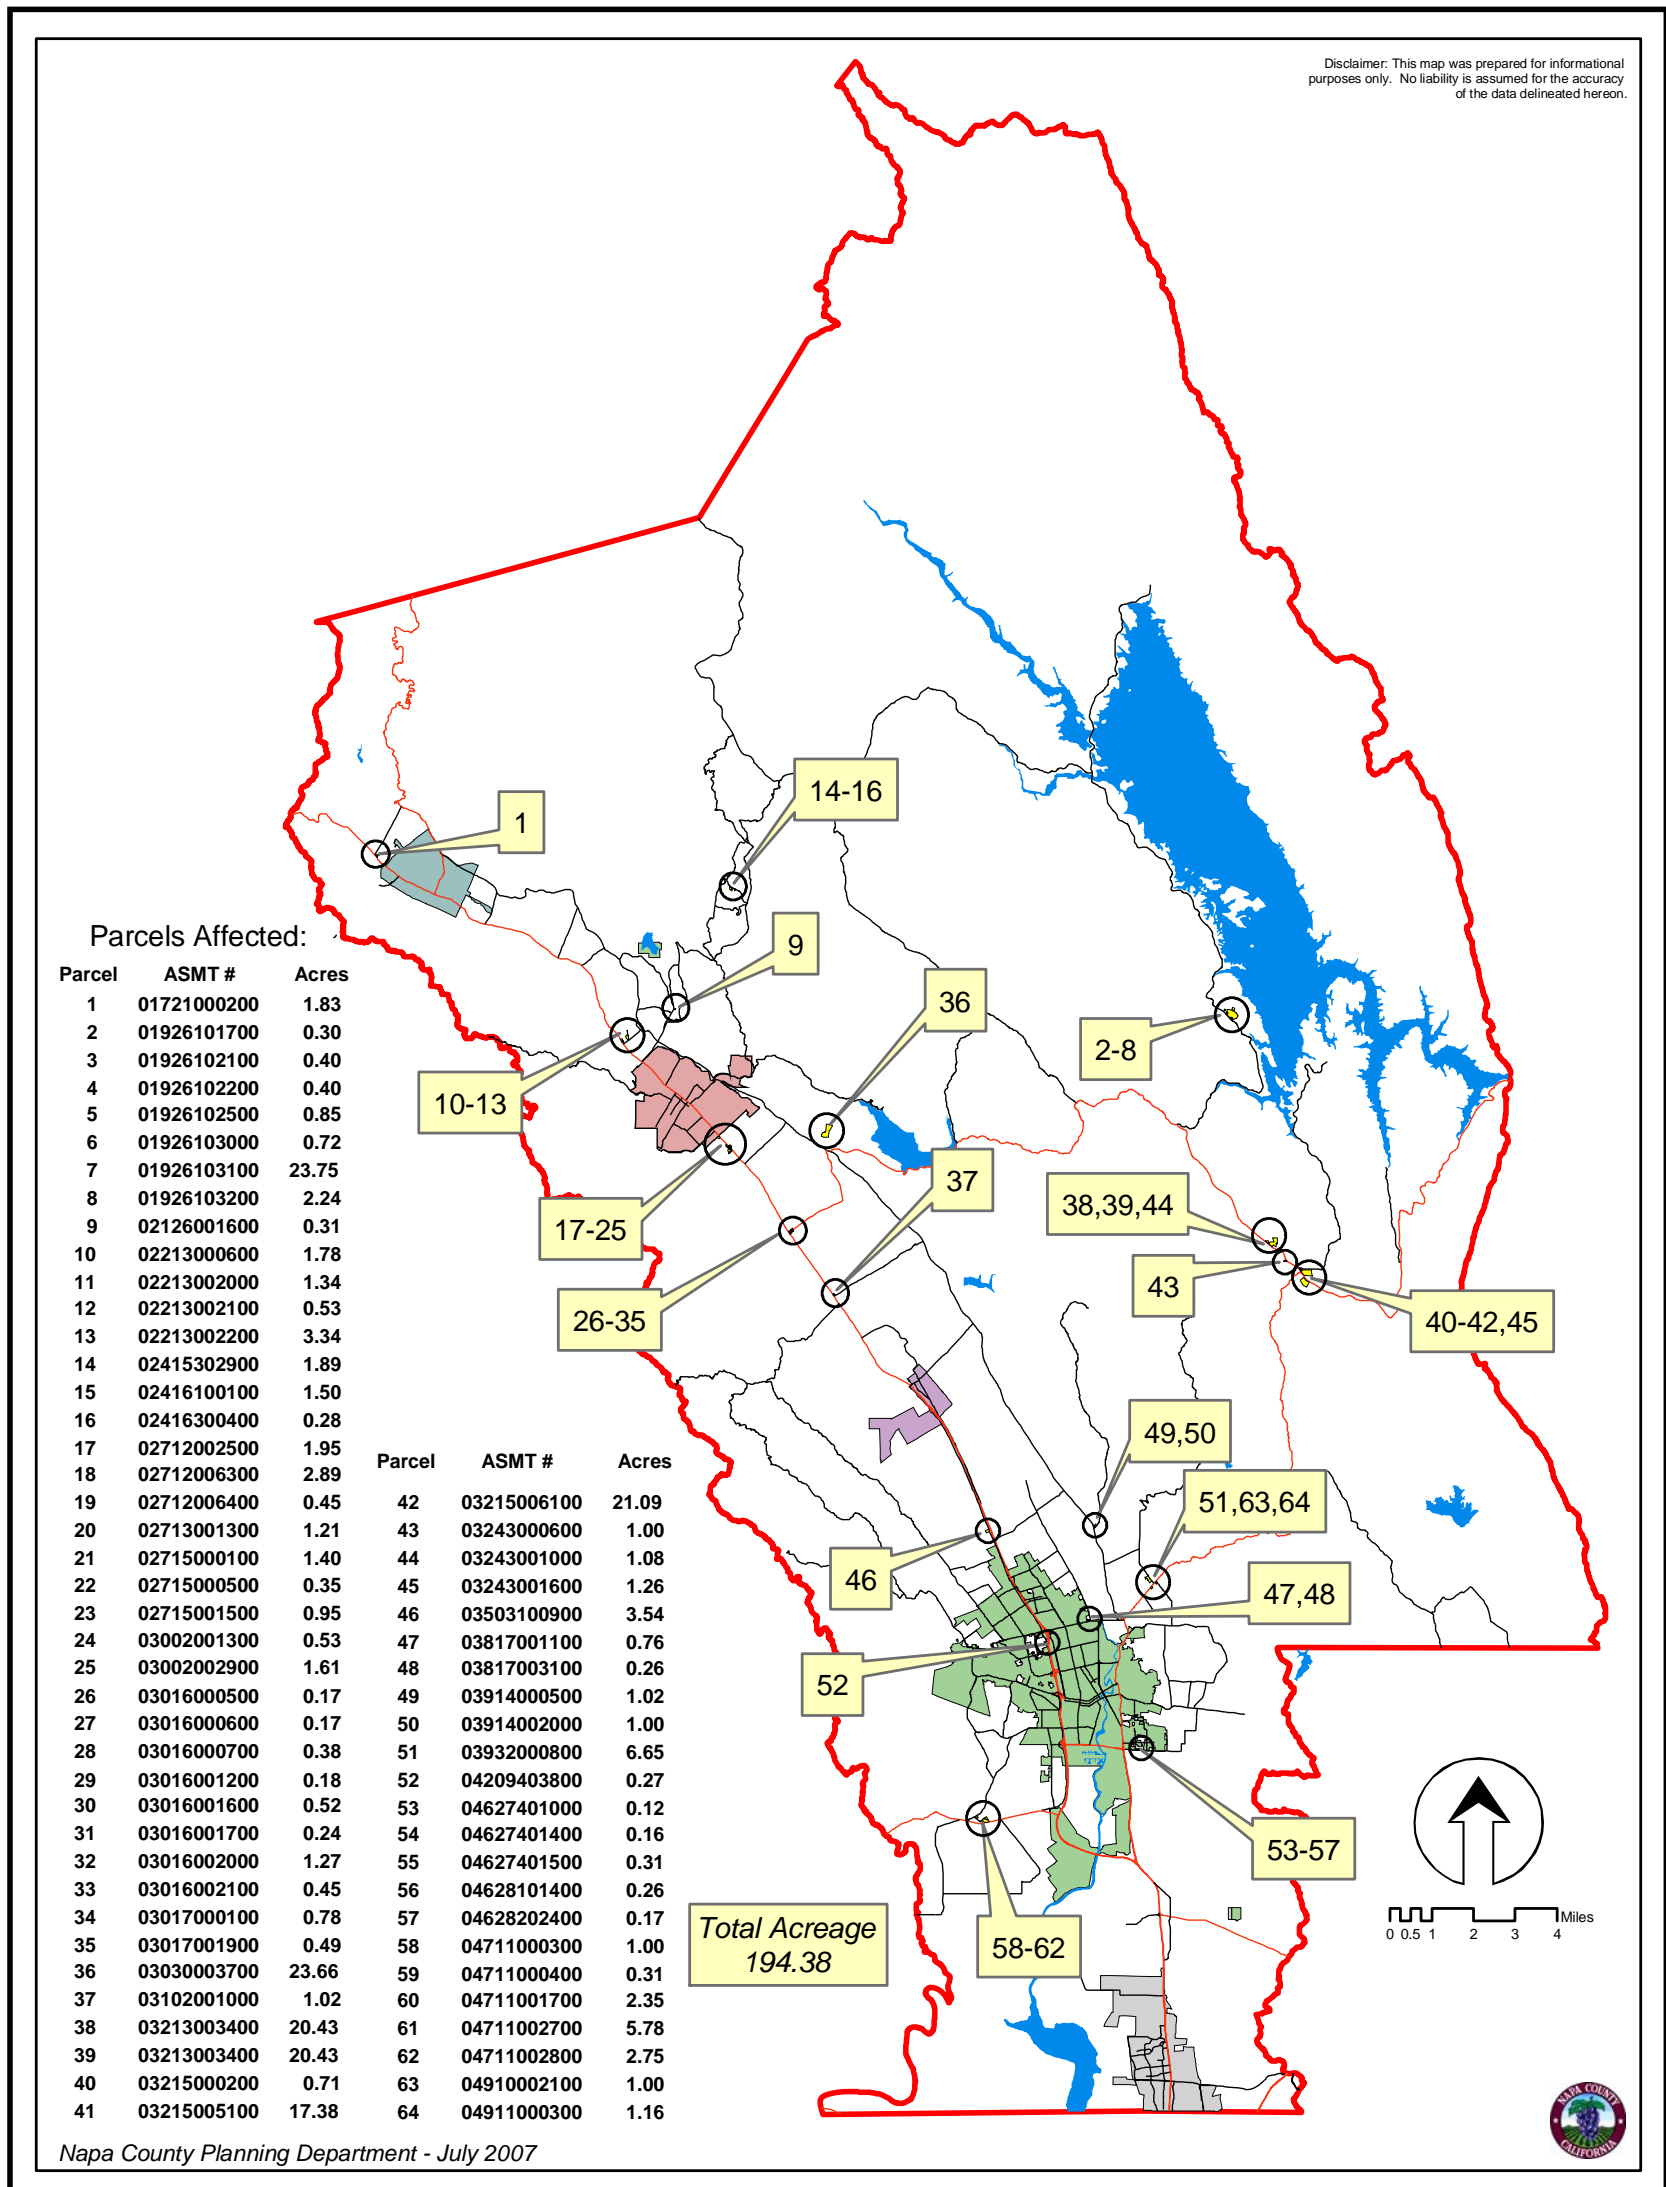 Disclaimer: This map was prepared for informational
purposes only. No liability is assumed for the accuracy
of the data delineated hereon.
14-16
1
9
36
2-8
10-13
37
38,39,44
17-25
43
26-35
40-42,45
49,50
51,63,64
46
47,48
52
53-57
58-62
Total Acreage
194.38
Miles
0 0.5 1 2 3 4
Parcels Affected:
Parcel ASMT # Acres
1 01721000200 1.83
2 01926101700 0.30
3 01926102100 0.40
4 01926102200 0.40
5 01926102500 0.85
6 01926103000 0.72
7 01926103100 23.75
8 01926103200 2.24
9 02126001600 0.31
10 02213000600 1.78
11 02213002000 1.34
12 02213002100 0.53
13 02213002200 3.34
14 02415302900 1.89
15 02416100100 1.50
16 02416300400 0.28
17 02712002500 1.95
18 02712006300 2.89
19 02712006400 0.45
20 02713001300 1.21
21 02715000100 1.40
22 02715000500 0.35
23 02715001500 0.95
24 03002001300 0.53
25 03002002900 1.61
26 03016000500 0.17
27 03016000600 0.17
28 03016000700 0.38
29 03016001200 0.18
30 03016001600 0.52
31 03016001700 0.24
32 03016002000 1.27
33 03016002100 0.45
34 03017000100 0.78
35 03017001900 0.49
36 03030003700 23.66
37 03102001000 1.02
38 03213003400 20.43
39 03213003400 20.43
40 03215000200 0.71
41 03215005100 17.38
Parcel ASMT # Acres
42 03215006100 21.09
43 03243000600 1.00
44 03243001000 1.08
45 03243001600 1.26
46 03503100900 3.54
47 03817001100 0.76
48 03817003100 0.26
49 03914000500 1.02
50 03914002000 1.00
51 03932000800 6.65
52 04209403800 0.27
53 04627401000 0.12
54 04627401400 0.16
55 04627401500 0.31
56 04628101400 0.26
57 04628202400 0.17
58 04711000300 1.00
59 04711000400 0.31
60 04711001700 2.35
61 04711002700 5.78
62 04711002800 2.75
63 04910002100 1.00
64 04911000300 1.16
Napa County Planning Department - July 2007
NAPA COUNTY
CALIFORNIA